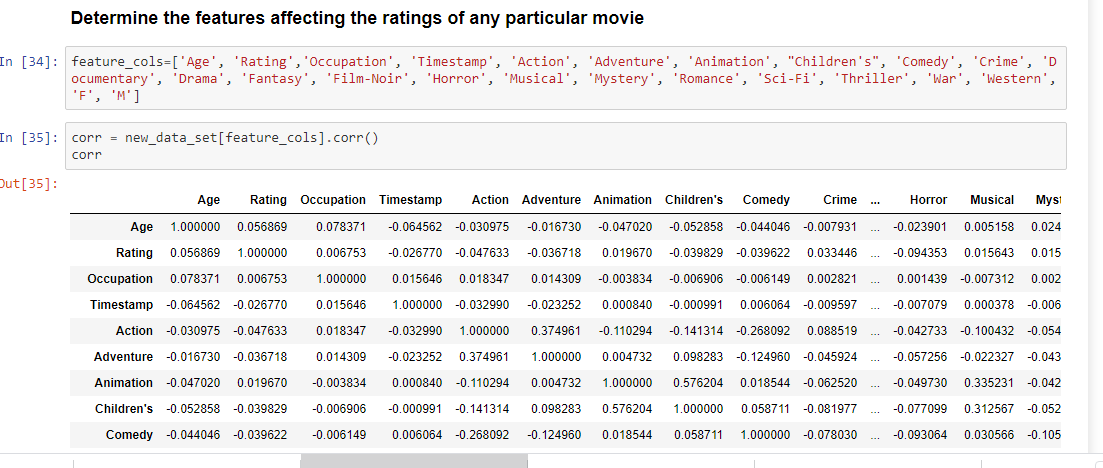 Determine the features affecting the ratings of any particular movie
In [34]: feature_cols=['Age', 'Rating','Occupation', 'Timestamp', 'Action', 'Adventure', 'Animation', "Children's", 'Comedy', 'Crime', 'D
ocumentary', 'Drama', 'Fantasy', 'Film-Noir', 'Horror', 'Musical', 'Mystery', 'Romance', 'Sci-Fi', 'Thriller', 'War', 'Western',
'F', 'M']
In [35]: corr = new_data_set[feature_cols].corr()
corr
Out[35]:
Age Rating Occupation Timestamp Action Adventure Animation Children's Comedy Crime ... Horror Musical Myst
Age 1.000000 0.056869 0.078371 -0.064562 -0.030975 -0.016730 -0.047020 -0.052858 -0.044046 -0.007931 ... -0.023901 0.005158 0.024
Rating 0.056869 1.000000 0.006753 -0.026770 -0.047633 -0.036718 0.019670 -0.039829 -0.039622 0.033446 ... -0.094353 0.015643 0.015
Occupation 0.078371 0.006753 1.000000 0.015646 0.018347 0.014309 -0.003834 -0.006906 -0.006149 0.002821 ... 0.001439 -0.007312 0.002
Timestamp -0.064562 -0.026770 0.015646 1.000000 -0.032990 -0.023252 0.000840 -0.000991 0.006064 -0.009597 ... -0.007079 0.000378 -0.006
Action -0.030975 -0.047633 0.018347 -0.032990 1.000000 0.374961 -0.110294 -0.141314 -0.268092 0.088519 ... -0.042733 -0.100432 -0.054
Adventure -0.016730 -0.036718 0.014309 -0.023252 0.374961 1.000000 0.004732 0.098283 -0.124960 -0.045924 ... -0.057256 -0.022327 -0.043
Animation -0.047020 0.019670 -0.003834 0.000840 -0.110294 0.004732 1.000000 0.576204 0.018544 -0.062520 ... -0.049730 0.335231 -0.042
Children's -0.052858 -0.039829 -0.006906 -0.000991 -0.141314 0.098283 0.576204 1.000000 0.058711 -0.081977 ... -0.077099 0.312567 -0.052
Comedy -0.044046 -0.039622 -0.006149 0.006064 -0.268092 -0.124960 0.018544 0.058711 1.000000 -0.078030 ... -0.093064 0.030566 -0.105